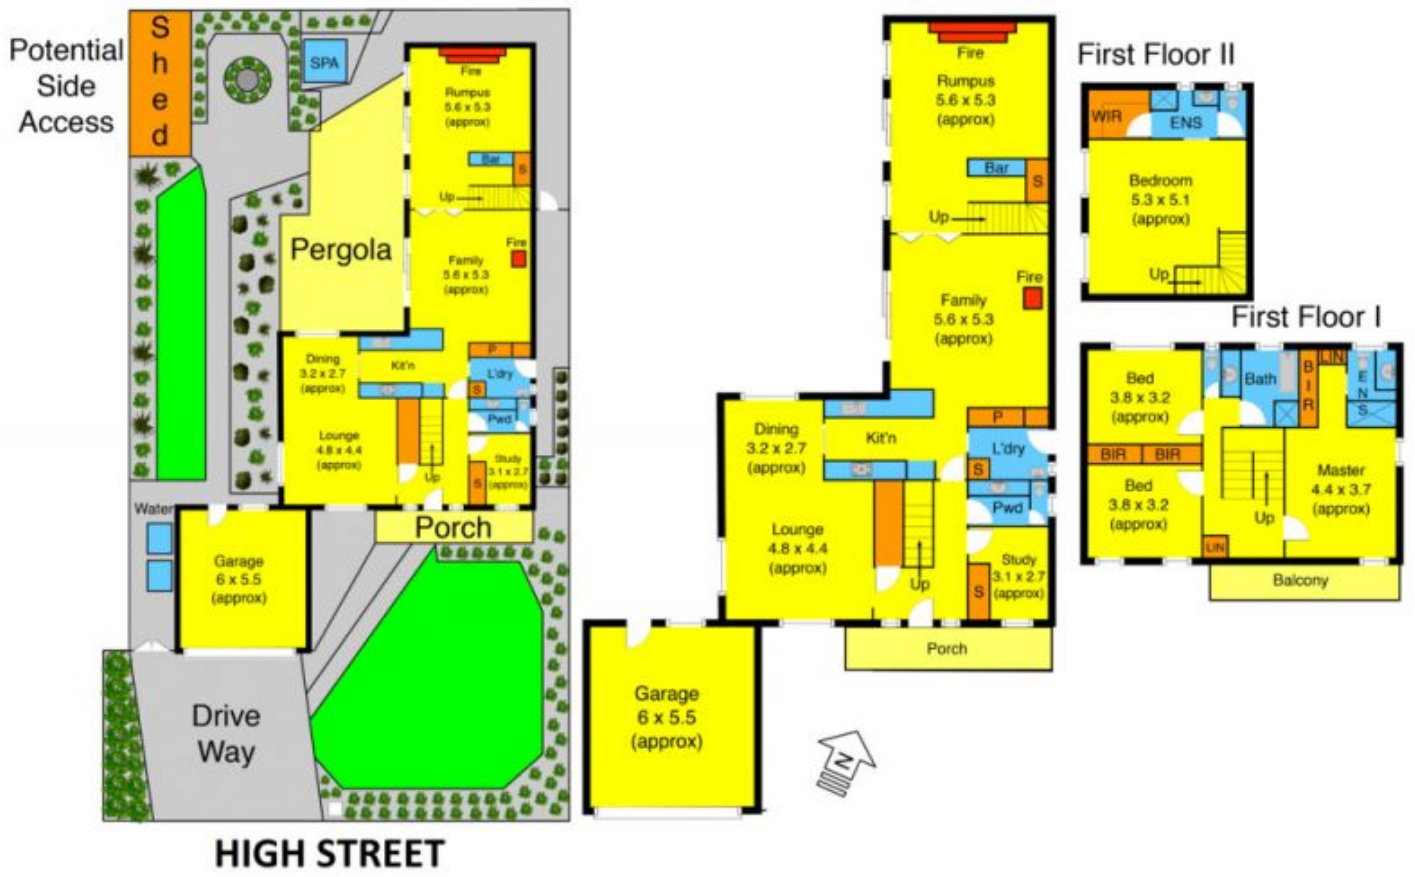 Potential
Side
Access
S
h
e
d
SPA
Fire
Rumpus
5.6 x 5.3
(approx)
Bar
S
Up
Pergola
Fire
Family
5.6 x 5.3
(approx)
Dining
3.2 x 2.7
(approx)
Kit'n
P
L'dry
S
Pwd
Lounge
4.8 x 4.4
(approx)
Up
Study
3.1 x 2.7
(approx)
S
Water
Porch
Garage
6 x 5.5
(approx)
Drive
Way
HIGH STREET
Fire
Rumpus
5.6 x 5.3
(approx)
Bar
S
Up
Family
5.6 x 5.3
(approx)
Fire
Dining
3.2 x 2.7
(approx)
Kit'n
P
L'dry
S
Pwd
Lounge
4.8 x 4.4
(approx)
Up
Study
3.1 x 2.7
(approx)
S
Porch
Garage
6 x 5.5
(approx)
N
First Floor II
WIR
ENS
Bedroom
5.3 x 5.1
(approx)
Up
First Floor I
Bed
3.8 x 3.2
(approx)
Bath
B
I
R
LIN
E
N
S
BIR
BIR
Bed
3.8 x 3.2
(approx)
Master
4.4 x 3.7
(approx)
Up
LIN
Balcony